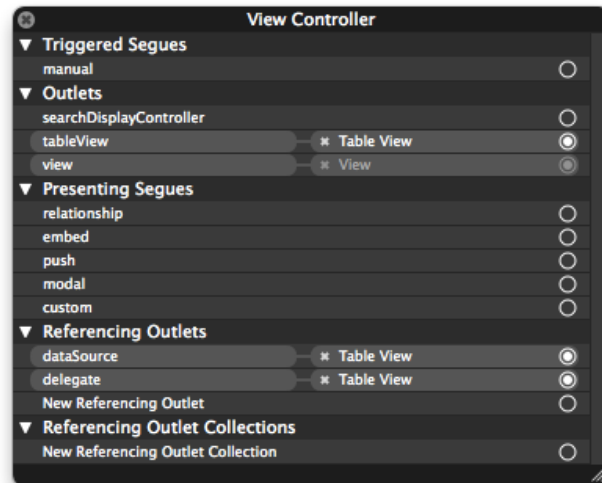 View Controller
Triggered Segues
manual
Outlets
searchDisplayController
tableView Table View
view View
Presenting Segues
relationship
embed
push
modal
custom
Referencing Outlets
dataSource Table View
delegate Table View
New Referencing Outlet
Referencing Outlet Collections
New Referencing Outlet Collection